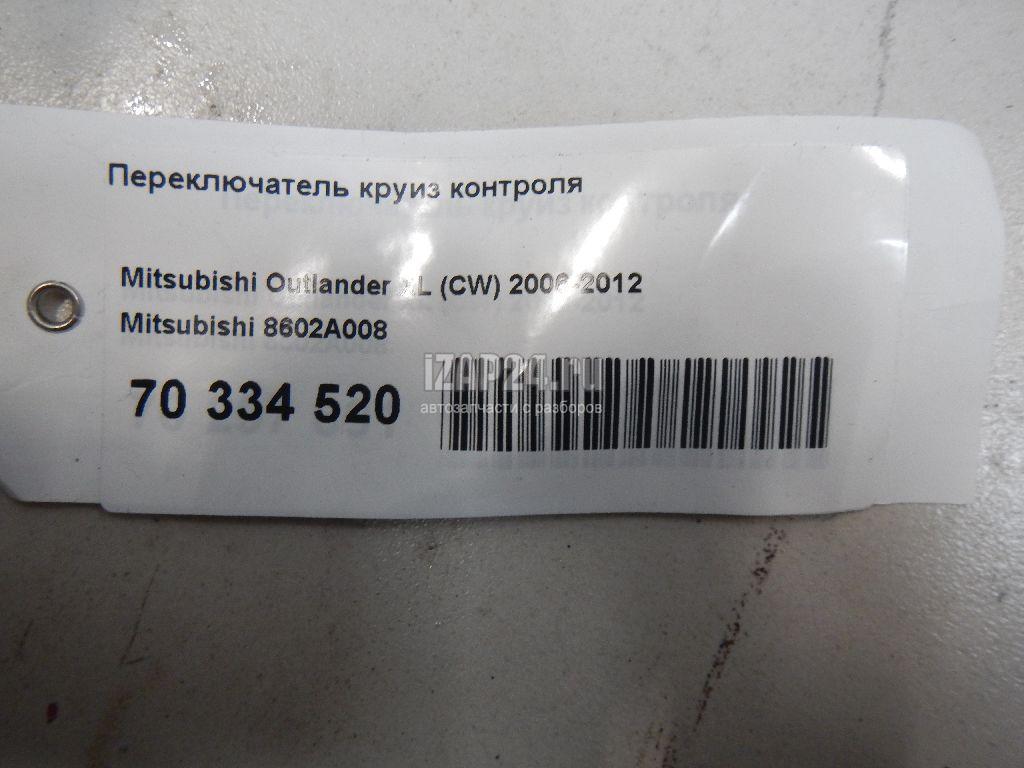 Переключатель круиз контроля
Mitsubishi Outlander XL (CW) 2006-2012
Mitsubishi 8602A008
70 334 520
iZAP24.ru
автозапчасти с разборов